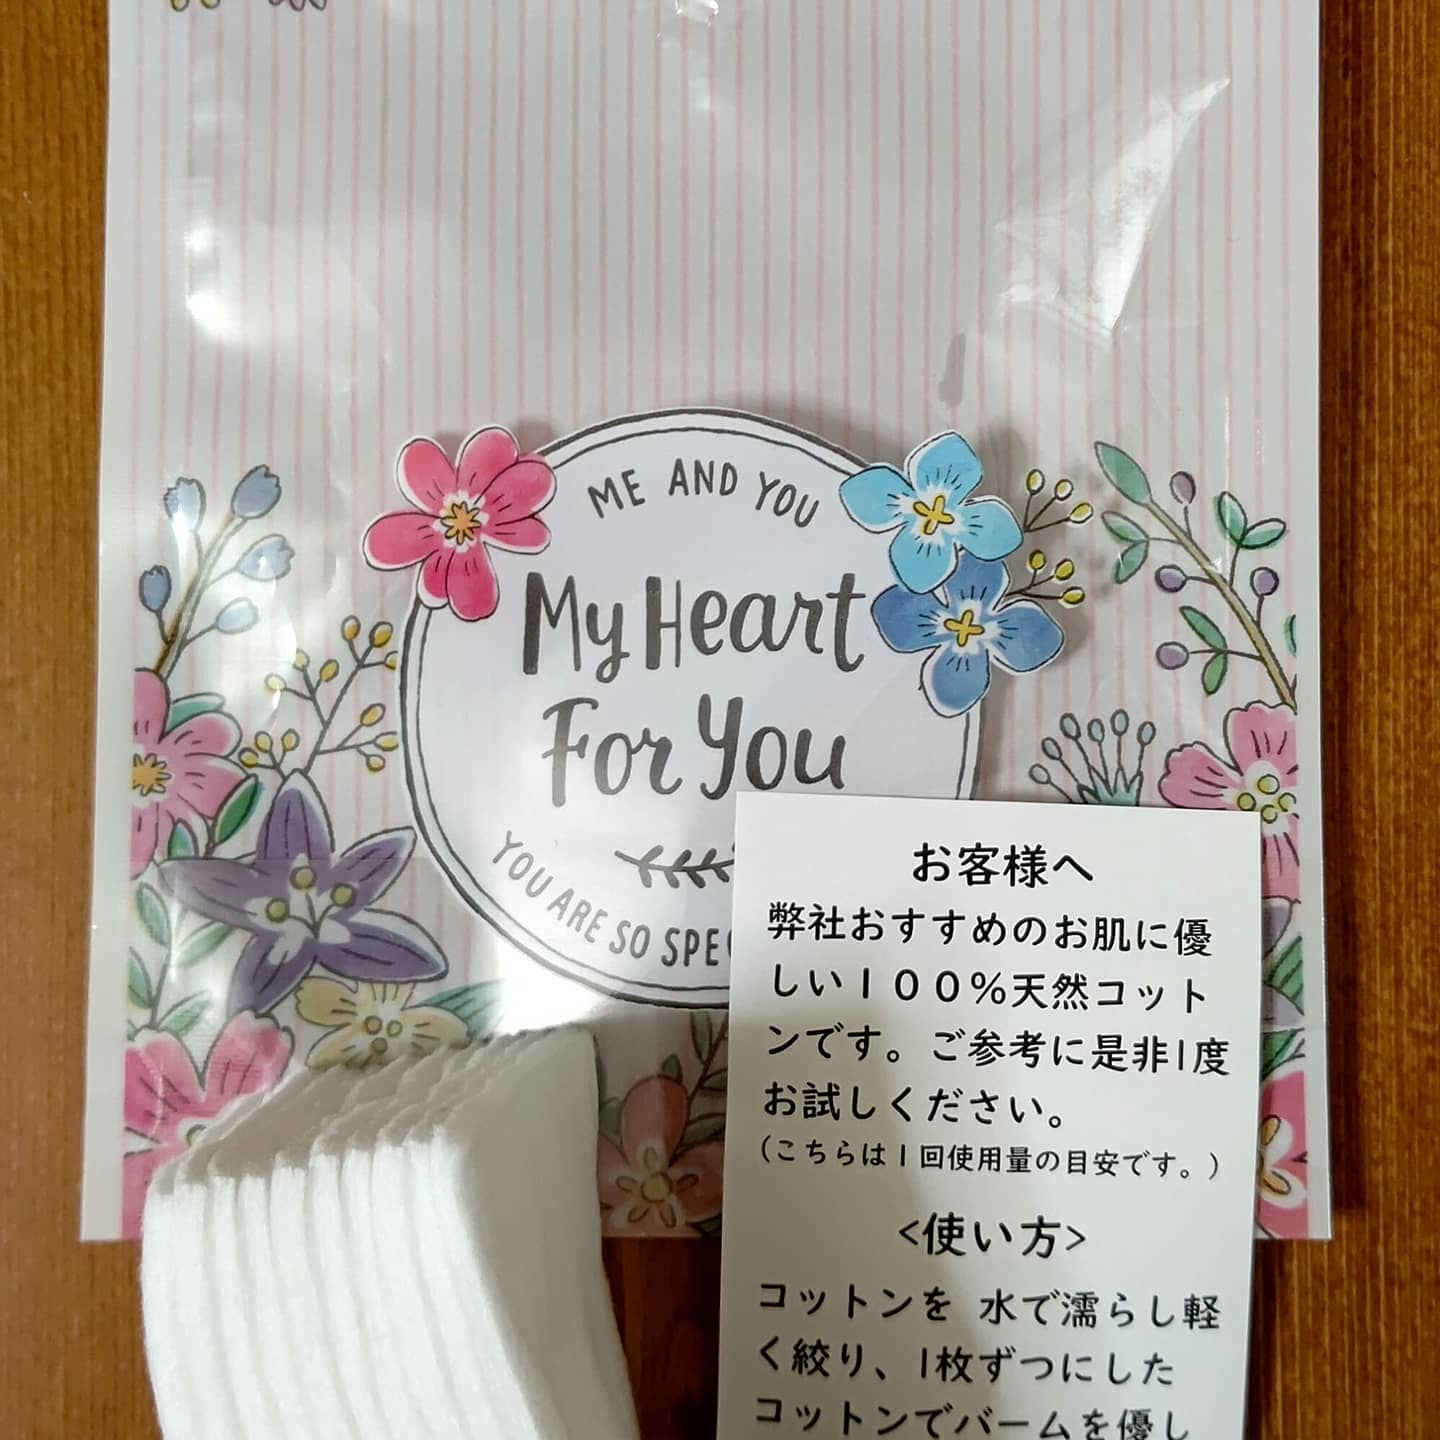 ME AND YOU
My Heart
For You
YOU ARE SO
お客様へ
弊社おすすめのお肌に優
しい100%天然コット
ンです。ご参考に是非1度
お試しください。
(こちらは1回使用量の目安です。)
<使い方>
コットンを 水で濡らし軽
く絞り、1枚ずつにした
コットンでバームを優し